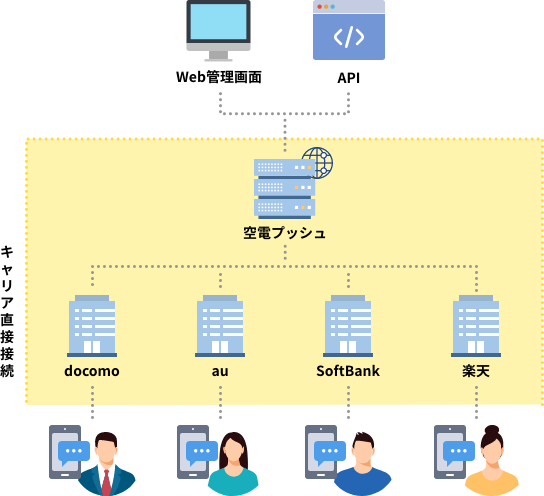 Web管理画面
API
</>
空電プッシュ
キャリア直接接続
docomo
au
SoftBank
楽天